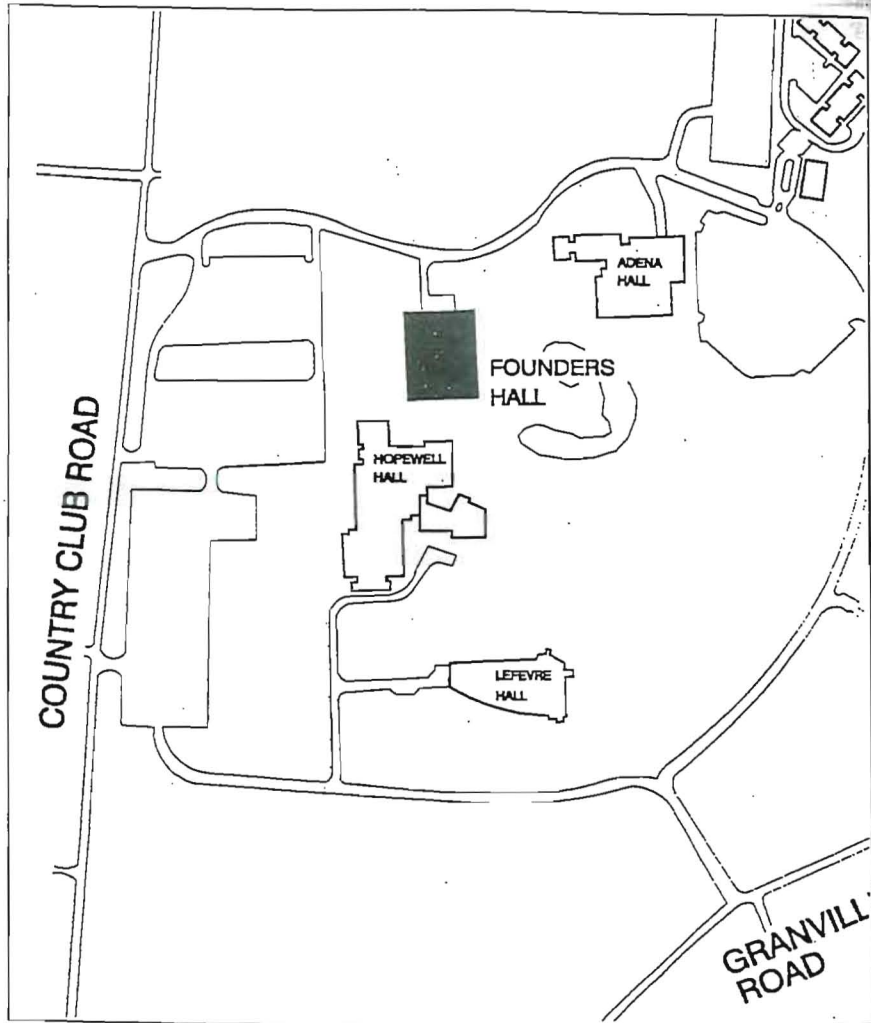 ADENA
HALL
FOUNDERS
HALL
HOPEWELL
HALL
COUNTRY CLUB ROAD
LEFEVRE
HALL
GRANVILL
ROAD